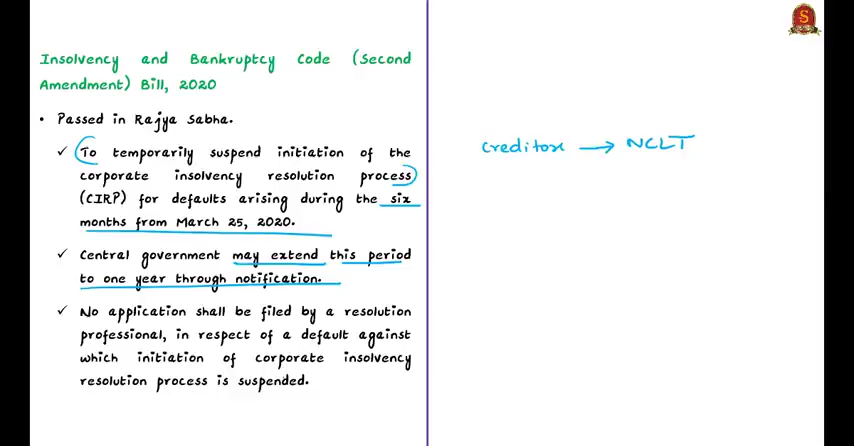 Insolvency and Bankruptcy Code (Second
Amendment) Bill, 2020
• Passed in Rajya Sabha.
✓ To temporarily suspend initiation of the
corporate insolvency resolution process
(CIRP) for defaults arising during the six
months from March 25, 2020.
✓ Central government may extend this period
to one year through notification.
✓ No application shall be filed by a resolution
professional, in respect of a default against
which initiation of corporate insolvency
resolution process is suspended.
creditors → NCLT
S